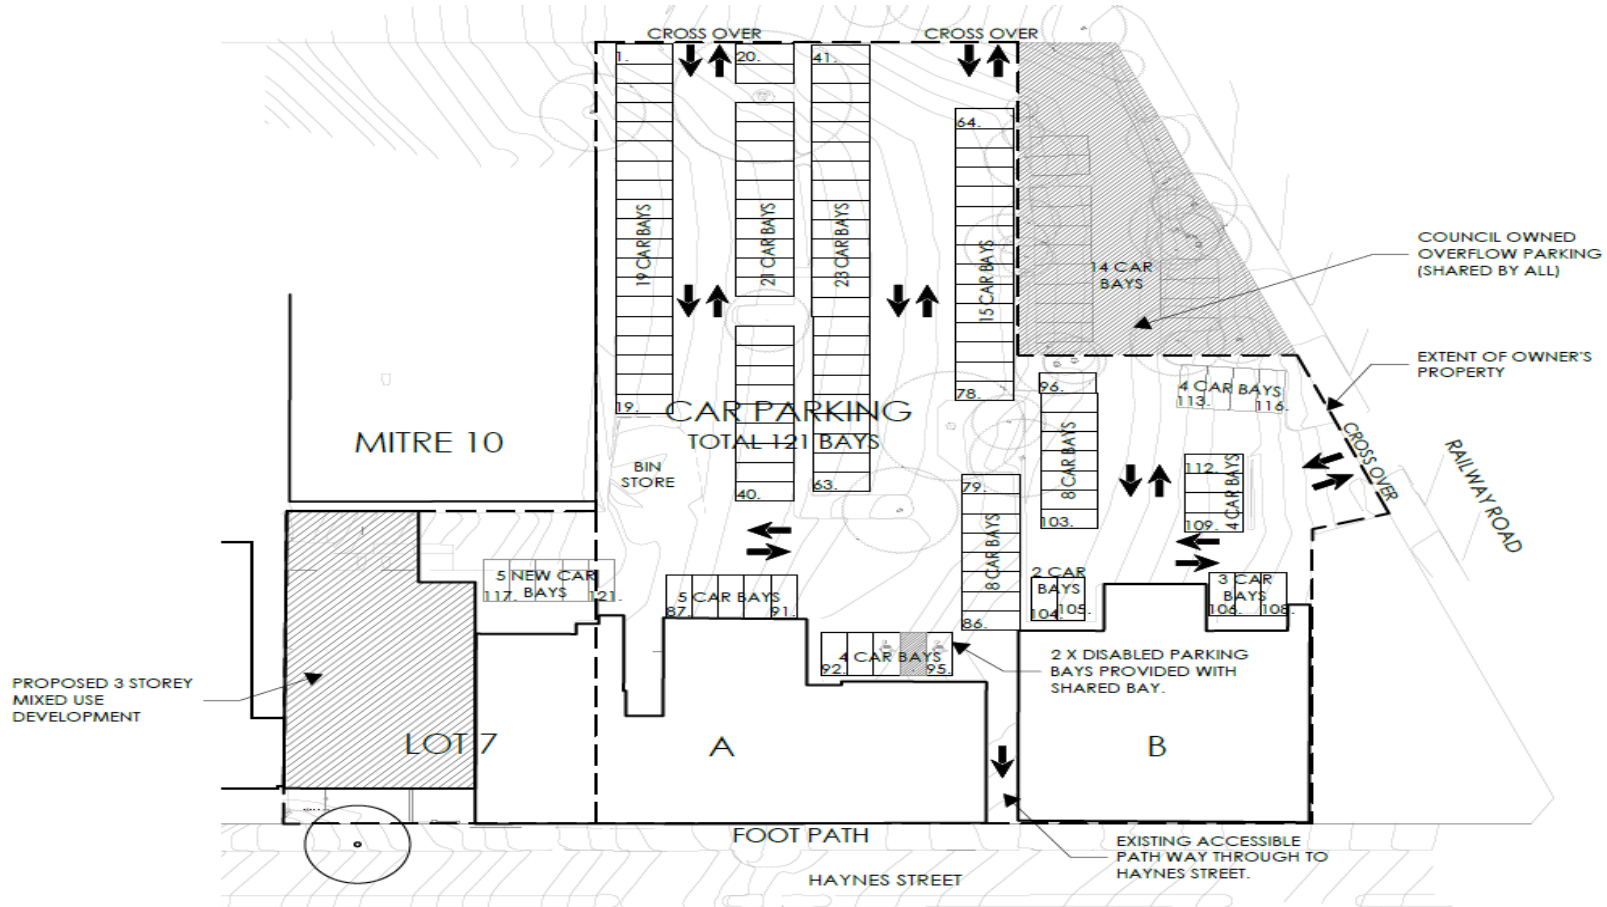 CROSS OVER
CROSS OVER
1.
20.
41.
64.
19 CAR BAYS
21 CAR BAYS
23 CAR BAYS
15 CAR BAYS
14 CAR
BAYS
COUNCIL OWNED
OVERFLOW PARKING
(SHARED BY ALL)
EXTENT OF OWNER'S
PROPERTY
19.
78.
96.
4 CAR BAYS
113.
116.
CAR PARKING
TOTAL 121 BAYS
MITRE 10
BIN
STORE
40.
63.
79.
8 CAR BAYS
103.
112.
4 CAR BAYS
109.
CROSS OVER
RAILWAY ROAD
8 CAR BAYS
5 NEW CAR
BAYS
117.
121.
5 CAR BAYS
87.
91.
2 CAR
BAYS
104.
105.
3 CAR
BAYS
106.
108.
86.
4 CAR BAYS
92.
95.
2 X DISABLED PARKING
BAYS PROVIDED WITH
SHARED BAY.
PROPOSED 3 STOREY
MIXED USE
DEVELOPMENT
LOT 7
A
B
FOOT PATH
EXISTING ACCESSIBLE
PATH WAY THROUGH TO
HAYNES STREET.
HAYNES STREET